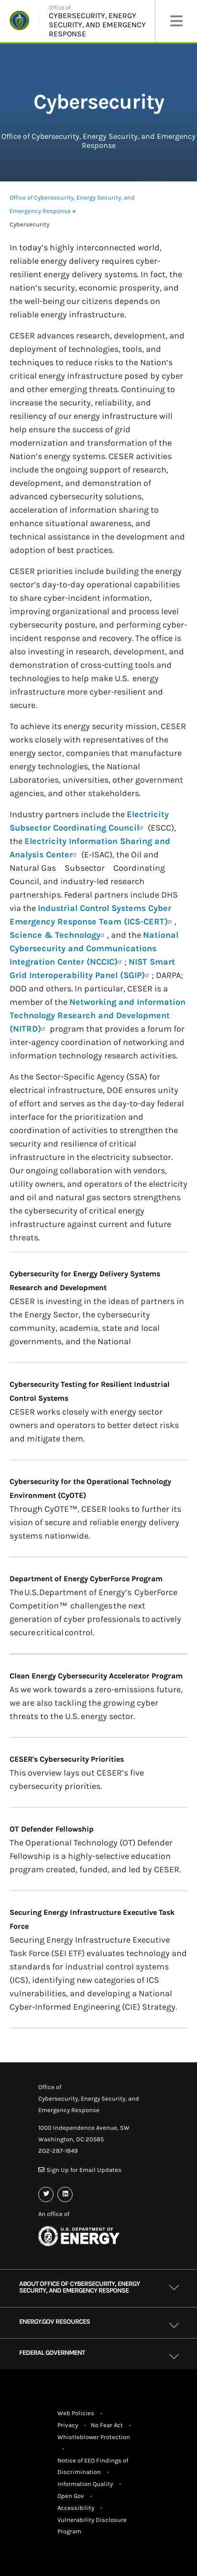 Office of
CYBERSECURITY, ENERGY
SECURITY, AND EMERGENCY
RESPONSE
Cybersecurity
Office of Cybersecurity, Energy Security, and Emergency
Response
Office of Cybersecurity, Energy Security, and
Emergency Response »
Cybersecurity
In today's highly interconnected world,
reliable energy delivery requires cyber-
resilient energy delivery systems. In fact, the
nation's security, economic prosperity, and
the well-being our citizens depends on
reliable energy infrastructure.
CESER advances research, development, and
deployment of technologies, tools, and
techniques to reduce risks to the Nation's
critical energy infrastructure posed by cyber
and other emerging threats. Continuing to
increase the security, reliability, and
resiliency of our energy infrastructure will
help ensure the success of grid
modernization and transformation of the
Nation's energy systems. CESER activities
include the ongoing support of research,
development, and demonstration of
advanced cybersecurity solutions,
acceleration of information sharing to
enhance situational awareness, and
technical assistance in the development and
adoption of best practices.
CESER priorities include building the energy
sector's day-to-day operational capabilities
to share cyber-incident information,
improving organizational and process level
cybersecurity posture, and performing cyber-
incident response and recovery. The office is
also investing in research, development, and
demonstration of cross-cutting tools and
technologies to help make U.S. energy
infrastructure more cyber-resilient and
secure.
To achieve its energy security mission, CESER
works closely with representatives of the
energy sector, companies that manufacture
energy technologies, the National
Laboratories, universities, other government
agencies, and other stakeholders.
Industry partners include the Electricity
Subsector Coordinating Council (ESCC),
the Electricity Information Sharing and
Analysis Center (E-ISAC), the Oil and
Natural Gas Subsector Coordinating
Council, and industry-led research
partnerships. Federal partners include DHS
via the Industrial Control Systems Cyber
Emergency Response Team (ICS-CERT) ,
Science & Technology , and the National
Cybersecurity and Communications
Integration Center (NCCIC) ; NIST Smart
Grid Interoperability Panel (SGIP) ; DARPA;
DOD and others. In particular, CESER is a
member of the Networking and Information
Technology Research and Development
(NITRD) program that provides a forum for
inter-agency coordination of networking and
information technology research activities.
As the Sector-Specific Agency (SSA) for
electrical infrastructure, DOE ensures unity
of effort and serves as the day-to-day federal
interface for the prioritization and
coordination of activities to strengthen the
security and resilience of critical
infrastructure in the electricity subsector.
Our ongoing collaboration with vendors,
utility owners, and operators of the electricity
and oil and natural gas sectors strengthens
the cybersecurity of critical energy
infrastructure against current and future
threats.
Cybersecurity for Energy Delivery Systems
Research and Development
CESER is investing in the ideas of partners in
the Energy Sector, the cybersecurity
community, academia, state and local
governments, and the National
Cybersecurity Testing for Resilient Industrial
Control Systems
CESER works closely with energy sector
owners and operators to better detect risks
and mitigate them.
Cybersecurity for the Operational Technology
Environment (CyOTE)
Through CyOTE™, CESER looks to further its
vision of secure and reliable energy delivery
systems nationwide.
Department of Energy CyberForce Program
The U.S. Department of Energy's CyberForce
Competition™ challenges the next
generation of cyber professionals to actively
secure critical control.
Clean Energy Cybersecurity Accelerator Program
As we work towards a zero-emissions future,
we are also tackling the growing cyber
threats to the U.S. energy sector.
CESER's Cybersecurity Priorities
This overview lays out CESER's five
cybersecurity priorities.
OT Defender Fellowship
The Operational Technology (OT) Defender
Fellowship is a highly-selective education
program created, funded, and led by CESER.
Securing Energy Infrastructure Executive Task
Force
Securing Energy Infrastructure Executive
Task Force (SEI ETF) evaluates technology and
standards for industrial control systems
(ICS), identifying new categories of ICS
vulnerabilities, and developing a National
Cyber-Informed Engineering (CIE) Strategy.
Office of
Cybersecurity, Energy Security, and
Emergency Response
1000 Independence Avenue, SW
Washington, DC 20585
202-287-1849
Sign Up for Email Updates
An office of
U.S. DEPARTMENT OF
ENERGY
ABOUT OFFICE OF CYBERSECURITY, ENERGY
SECURITY, AND EMERGENCY RESPONSE
ENERGY.GOV RESOURCES
FEDERAL GOVERNMENT
Web Policies •
Privacy • No Fear Act •
Whistleblower Protection
•
Notice of EEO Findings of
Discrimination •
Information Quality •
Open Gov •
Accessibility •
Vulnerability Disclosure
Program